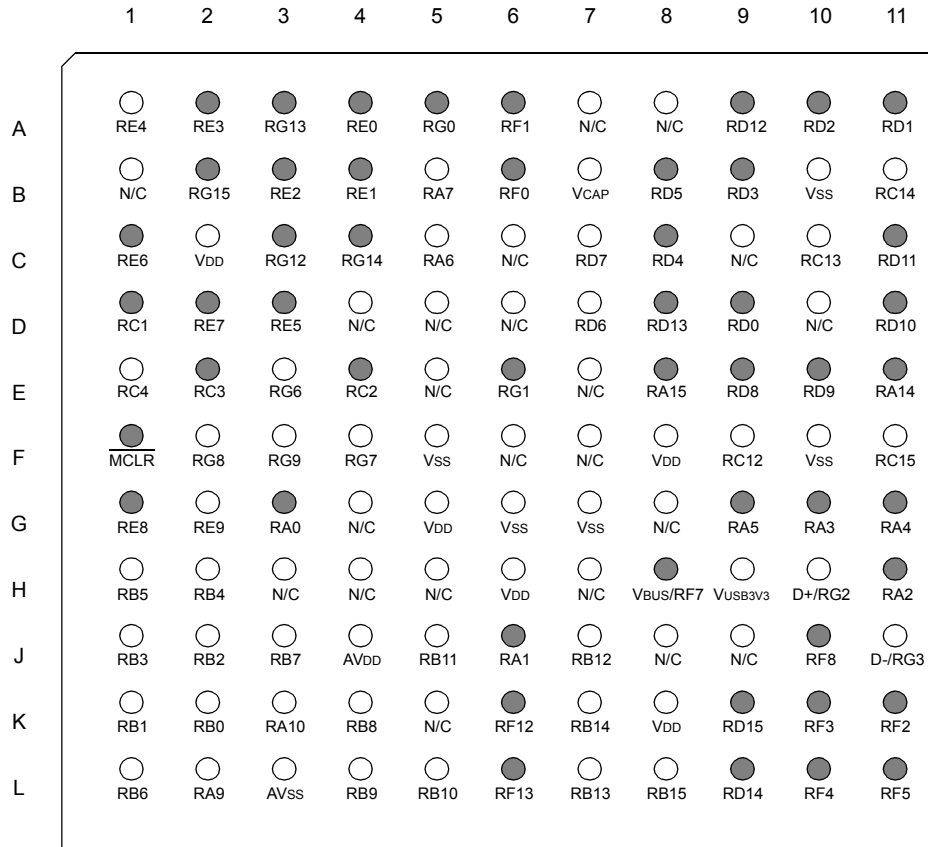 1 2 3 4 5 6 7 8 9 10 11
A
RE4 RE3 RG13 RE0 RG0 RF1 N/C N/C RD12 RD2 RD1
B
N/C RG15 RE2 RE1 RA7 RF0 VCAP RD5 RD3 VSS RC14
C
RE6 VDD RG12 RG14 RA6 N/C RD7 RD4 N/C RC13 RD11
D
RC1 RE7 RE5 N/C N/C N/C RD6 RD13 RD0 N/C RD10
E
RC4 RC3 RG6 RC2 N/C RG1 N/C RA15 RD8 RD9 RA14
F
MCLR RG8 RG9 RG7 VSS N/C N/C VDD RC12 VSS RC15
G
RE8 RE9 RA0 N/C VDD VSS VSS N/C RA5 RA3 RA4
H
RB5 RB4 N/C N/C N/C VDD N/C VBUS/RF7 VUSB3V3 D+/RG2 RA2
J
RB3 RB2 RB7 AVDD RB11 RA1 RB12 N/C N/C RF8 D-/RG3
K
RB1 RB0 RA10 RB8 N/C RF12 RB14 VDD RD15 RF3 RF2
L
RB6 RA9 AVSS RB9 RB10 RF13 RB13 RB15 RD14 RF4 RF5